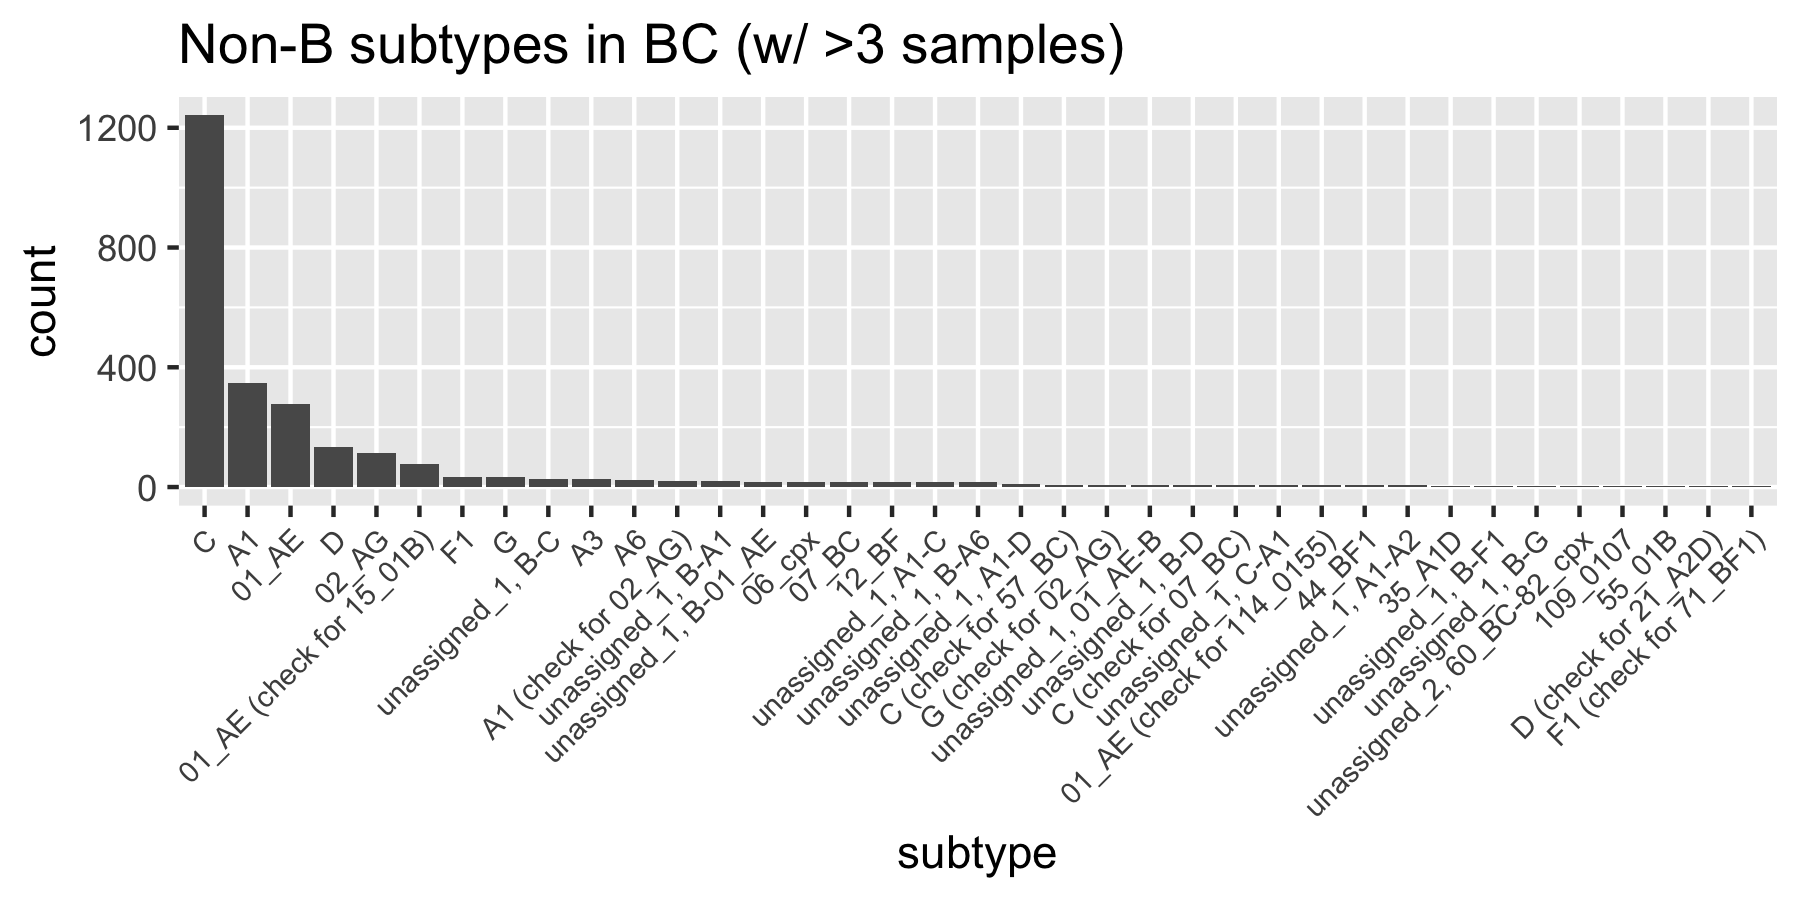 Non-B subtypes in BC (w/ >3 samples)
count
1200
800
400
0
C
A1
01_AE
D
02_AG
01_AE (check for 15_01B)
F1
G
unassigned_1, B-C
A3
A6
A1 (check for 02_AG)
unassigned_1, B-A1
unassigned_1, B-01_AE
06_cpx
07_BC
12_BF
unassigned_1, A1-C
unassigned_1, B-A6
unassigned_1, A1-D
C (check for 57_BC)
G (check for 02_AG)
unassigned_1, 01_AE-B
unassigned_1, B-D
C (check for 07_BC)
unassigned_1, C-A1
01_AE (check for 114_0155)
44_BF1
unassigned_1, A1-A2
35_A1D
unassigned_1, B-F1
unassigned_1, B-G
unassigned_2, 60_BC-82_cpx
109_0107
55_01B
D (check for 21_A2D)
F1 (check for 71_BF1)
subtype